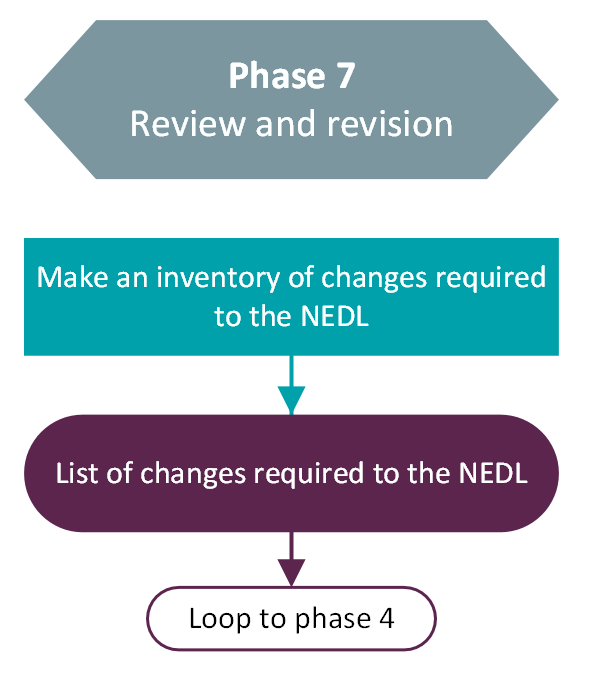 Phase 7
Review and revision
Make an inventory of changes required
to the NEDL
List of changes required to the NEDL
Loop to phase 4